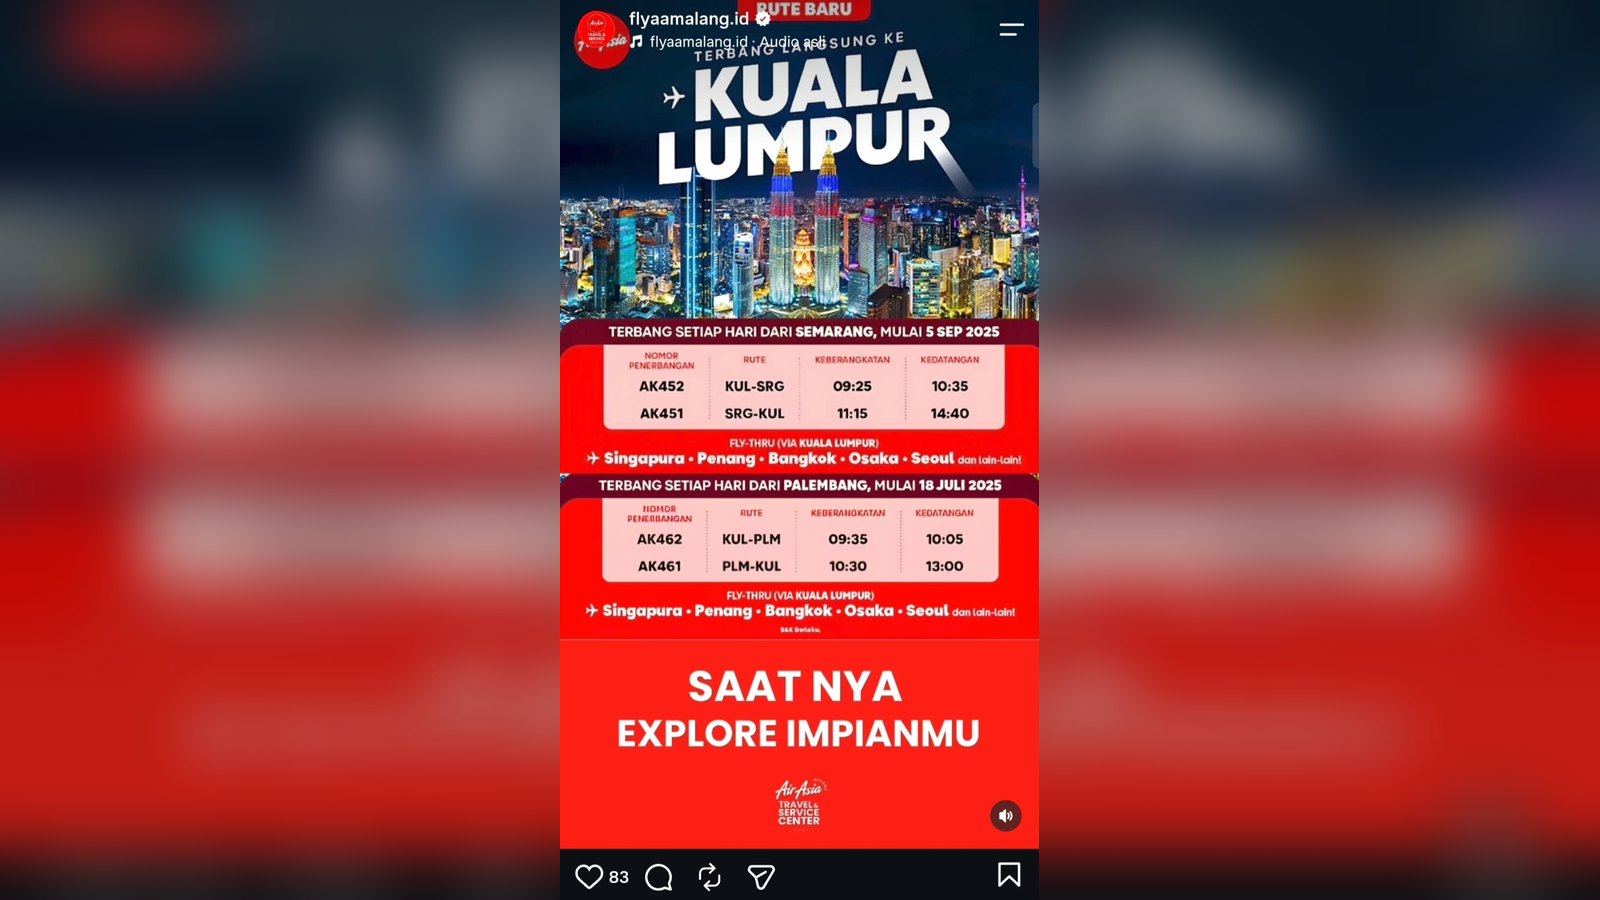 RUTE BARU
flyaamalang.id
flyaamalang.id · Audio asli
TERBANG LANGSUNG KE
KUALA
LUMPUR
TERBANG SETIAP HARI DARI SEMARANG, MULAI 5 SEP 2025
NOMOR PENERBANGAN RUTE KEBERANGKATAN KEDATANGAN
AK452 KUL-SRG 09:25 10:35
AK451 SRG-KUL 11:15 14:40
FLY-THRU (VIA KUALA LUMPUR)
Singapura • Penang • Bangkok • Osaka • Seoul dan lain-lain!
TERBANG SETIAP HARI DARI PALEMBANG, MULAI 18 JULI 2025
NOMOR PENERBANGAN RUTE KEBERANGKATAN KEDATANGAN
AK462 KUL-PLM 09:35 10:05
AK461 PLM-KUL 10:30 13:00
FLY-THRU (VIA KUALA LUMPUR)
Singapura • Penang • Bangkok • Osaka • Seoul dan lain-lain!
S&K Berlaku.
SAAT NYA
EXPLORE IMPIANMU
AirAsia
TRAVEL &
SERVICE
CENTER
83